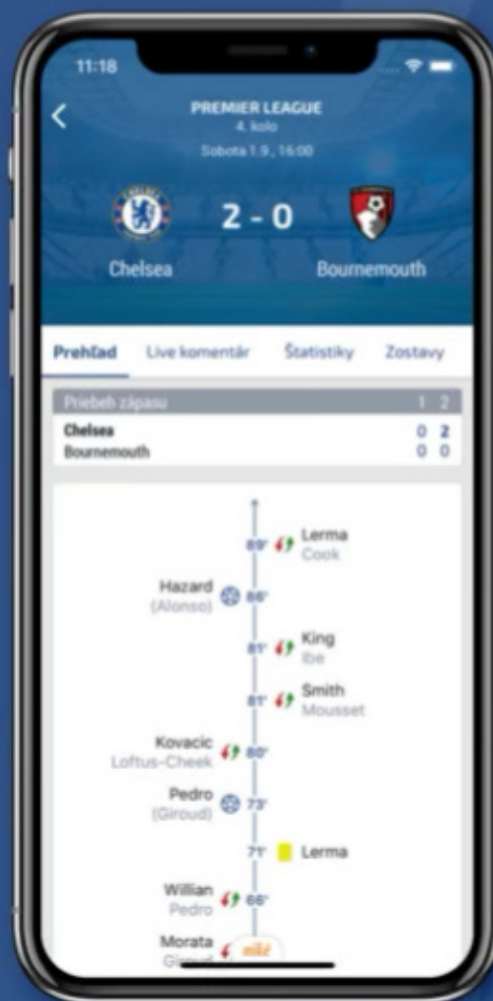 11:18
PREMIER LEAGUE
4. kolo
Sobota 1.9., 16:00
2 - 0
Chelsea
Bournemouth
Prehľad
Live komentár
Štatistiky
Zostavy
Priebeh zápasu 1 2
Chelsea 0 2
Bournemouth 0 0
89' Lerma
Cook
Hazard 86'
(Alonso)
81' King
Ibe
81' Smith
Mousset
Kovacic 80'
Loftus-Cheek
Pedro 73'
(Giroud)
71' Lerma
Willian 66'
Pedro
Morata
niké